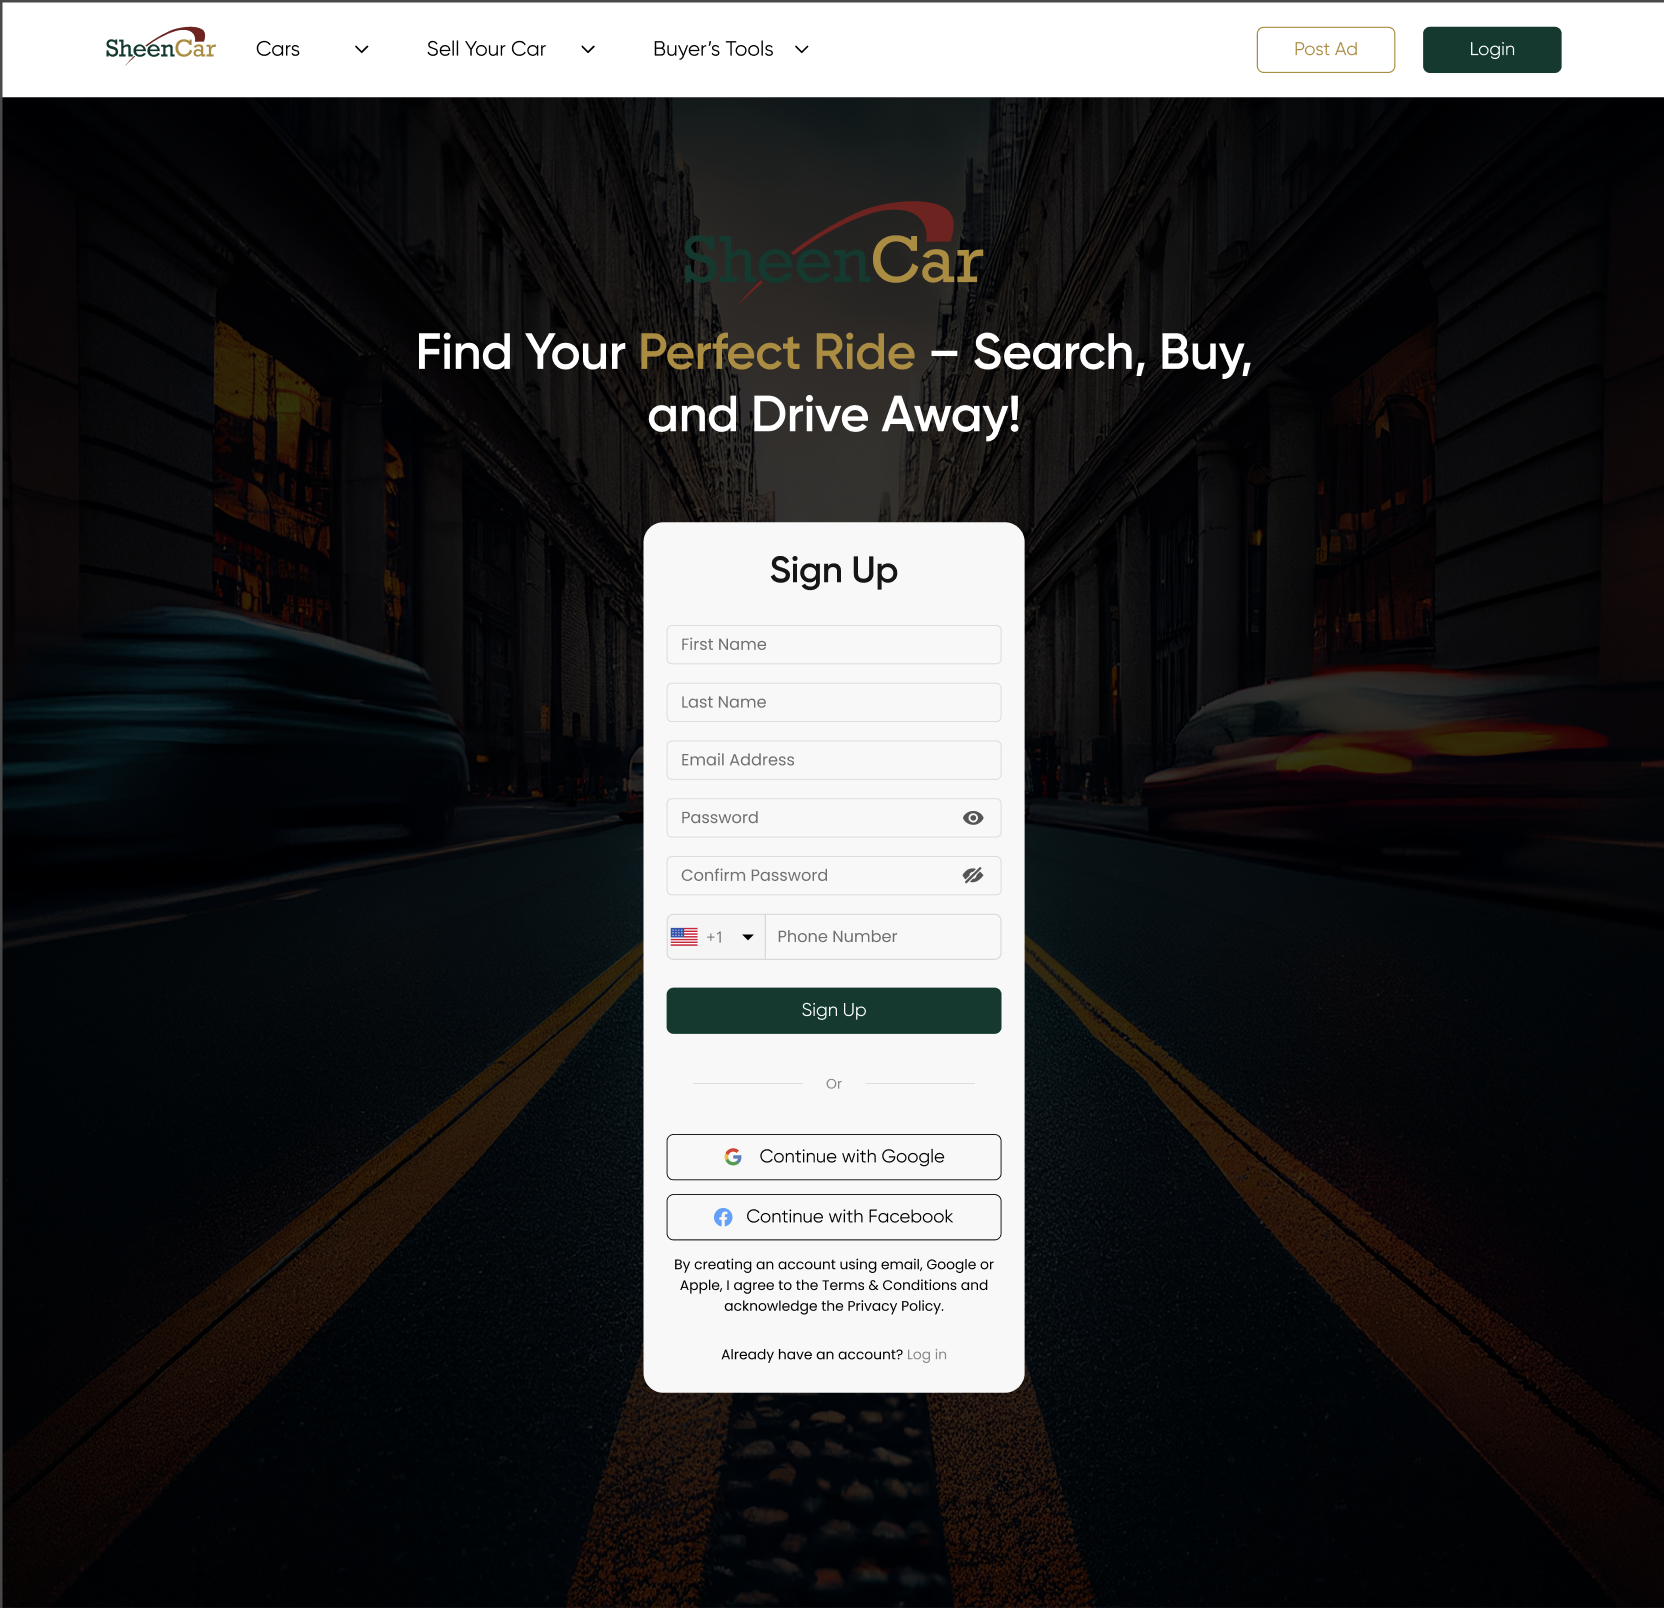 SheenCar Cars Sell Your Car Buyer's Tools Post Ad Login
SheenCar
Find Your Perfect Ride – Search, Buy,
and Drive Away!
Sign Up
First Name
Last Name
Email Address
Password
Confirm Password
+1 Phone Number
Sign Up
Or
Continue with Google
Continue with Facebook
By creating an account using email, Google or
Apple, I agree to the Terms & Conditions and
acknowledge the Privacy Policy.
Already have an account? Log in